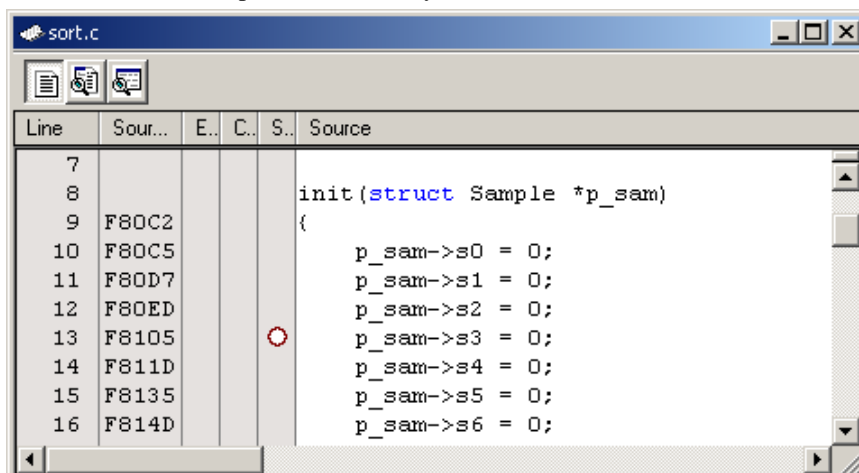 sort.c
Line Sour... E.. C.. S.. Source
7
8 init(struct Sample *p_sam)
9 F80C2 {
10 F80C5 p_sam->s0 = 0;
11 F80D7 p_sam->s1 = 0;
12 F80ED p_sam->s2 = 0;
13 F8105 p_sam->s3 = 0;
14 F811D p_sam->s4 = 0;
15 F8135 p_sam->s5 = 0;
16 F814D p_sam->s6 = 0;